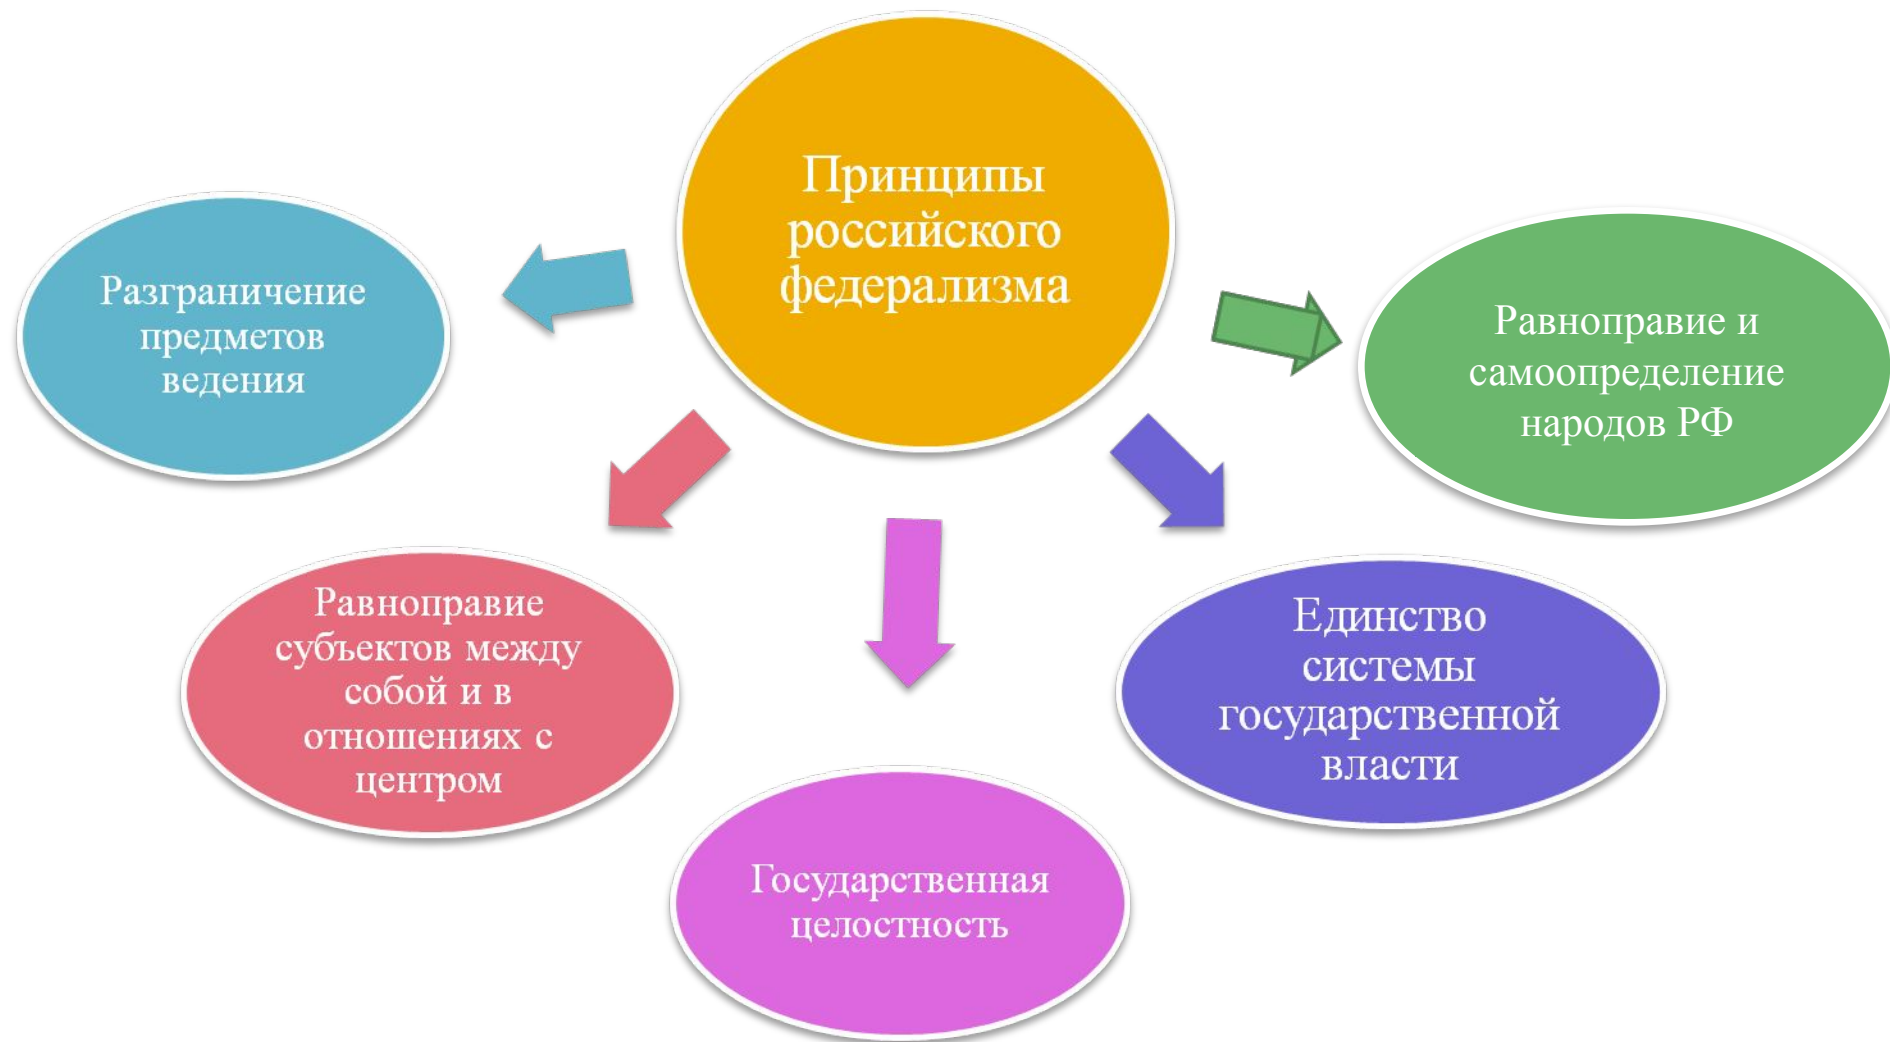 Принципы
российского
федерализма
Разграничение
предметов
ведения
Равноправие и
самоопределение
народов РФ
Равноправие
субъектов между
собой и в
отношениях с
центром
Единство
системы
государственной
власти
Государственная
целостность